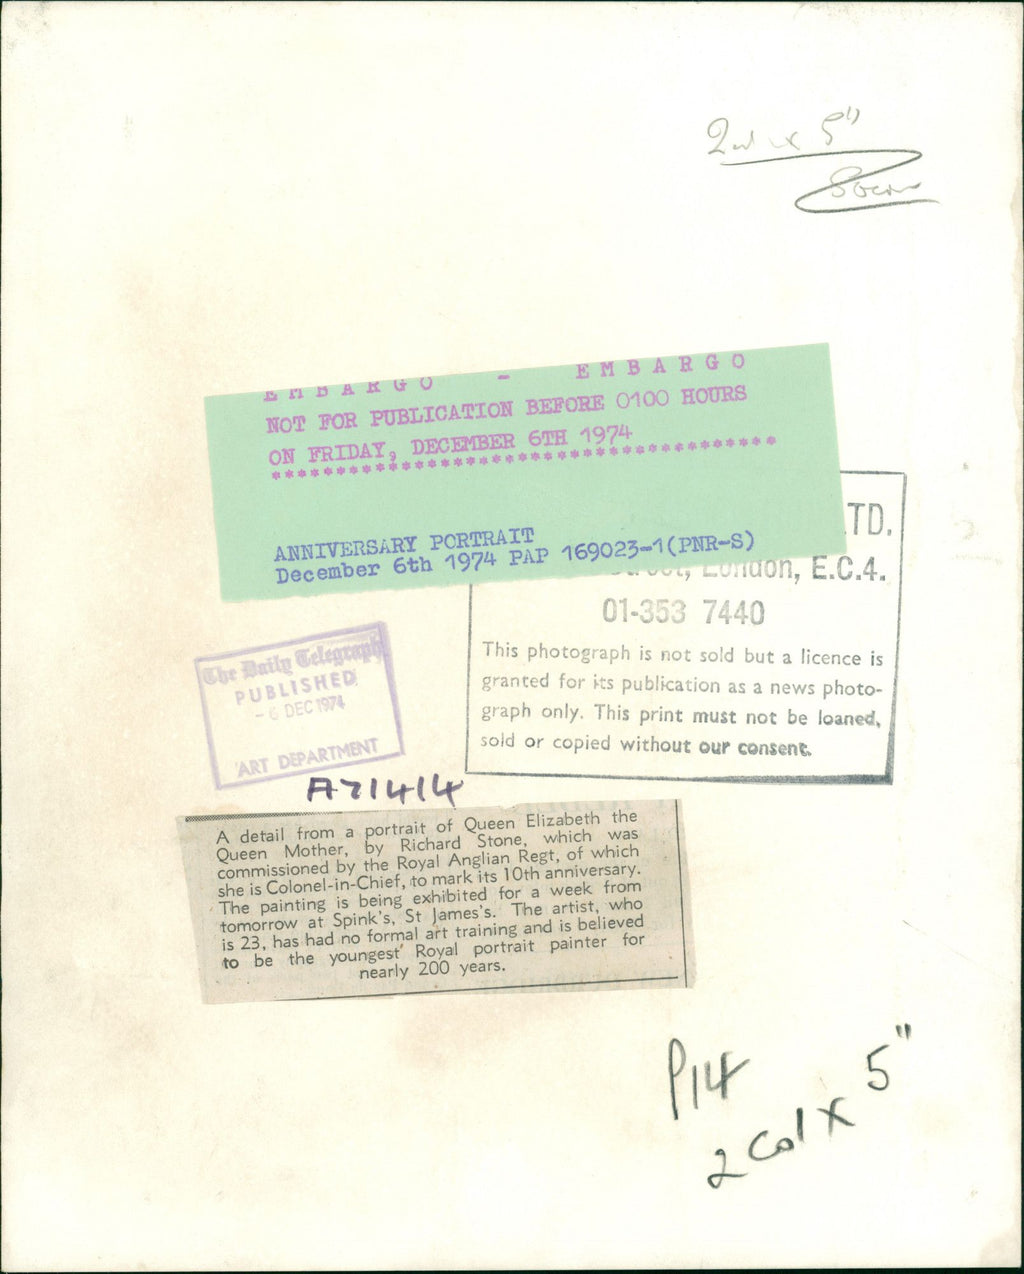 2col x 5"
EMBARGO - EMBARGO
NOT FOR PUBLICATION BEFORE 0100 HOURS
ON FRIDAY, DECEMBER 6TH 1974
****************************************
ANNIVERSARY PORTRAIT
December 6th 1974 PAP 169023-1(PNR-S)
TD.
London, E.C.4.
01-353 7440
This photograph is not sold but a licence is
granted for its publication as a news photo-
graph only. This print must not be loaned,
sold or copied without our consent.
The Daily Telegraph
PUBLISHED
- 6 DEC 1974
ART DEPARTMENT
A71414
A detail from a portrait of Queen Elizabeth the
Queen Mother, by Richard Stone, which was
commissioned by the Royal Anglian Regt, of which
she is Colonel-in-Chief, to mark its 10th anniversary.
The painting is being exhibited for a week from
tomorrow at Spink's, St James's. The artist, who
is 23, has had no formal art training and is believed
to be the youngest Royal portrait painter for
nearly 200 years.
P14
2 Col x 5"